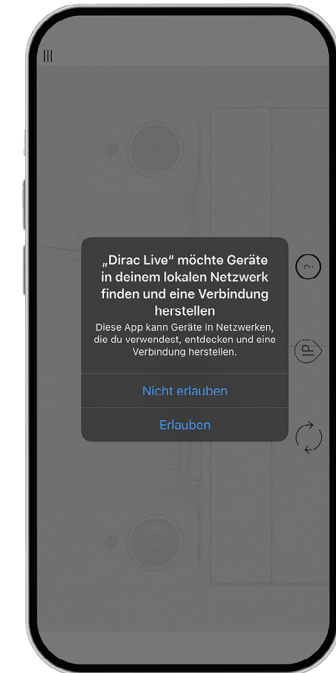 „Dirac Live“ möchte Geräte
in deinem lokalen Netzwerk
finden und eine Verbindung
herstellen
Diese App kann Geräte in Netzwerken,
die du verwendest, entdecken und eine
Verbindung herstellen.
Nicht erlauben
Erlauben
?
IP